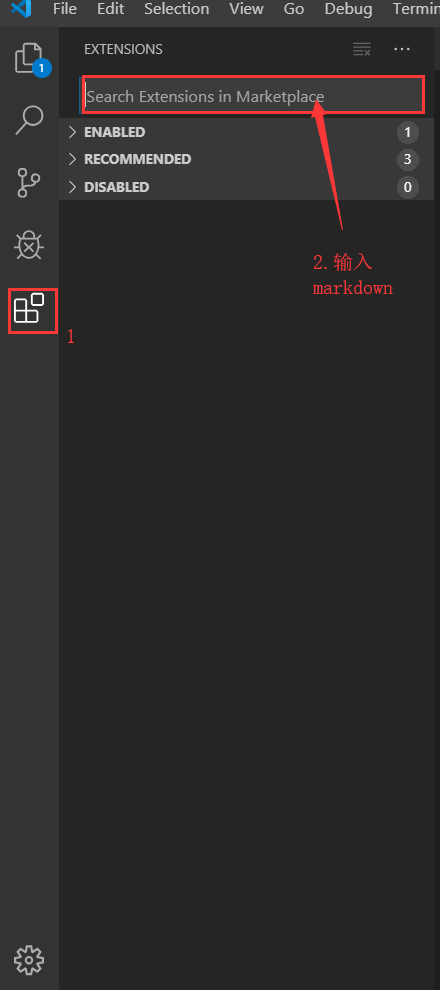 File Edit Selection View Go Debug
EXTENSIONS
1
Search Extensions in Marketplace
ENABLED 1
RECOMMENDED 3
DISABLED 0
2.输入
markdown
1